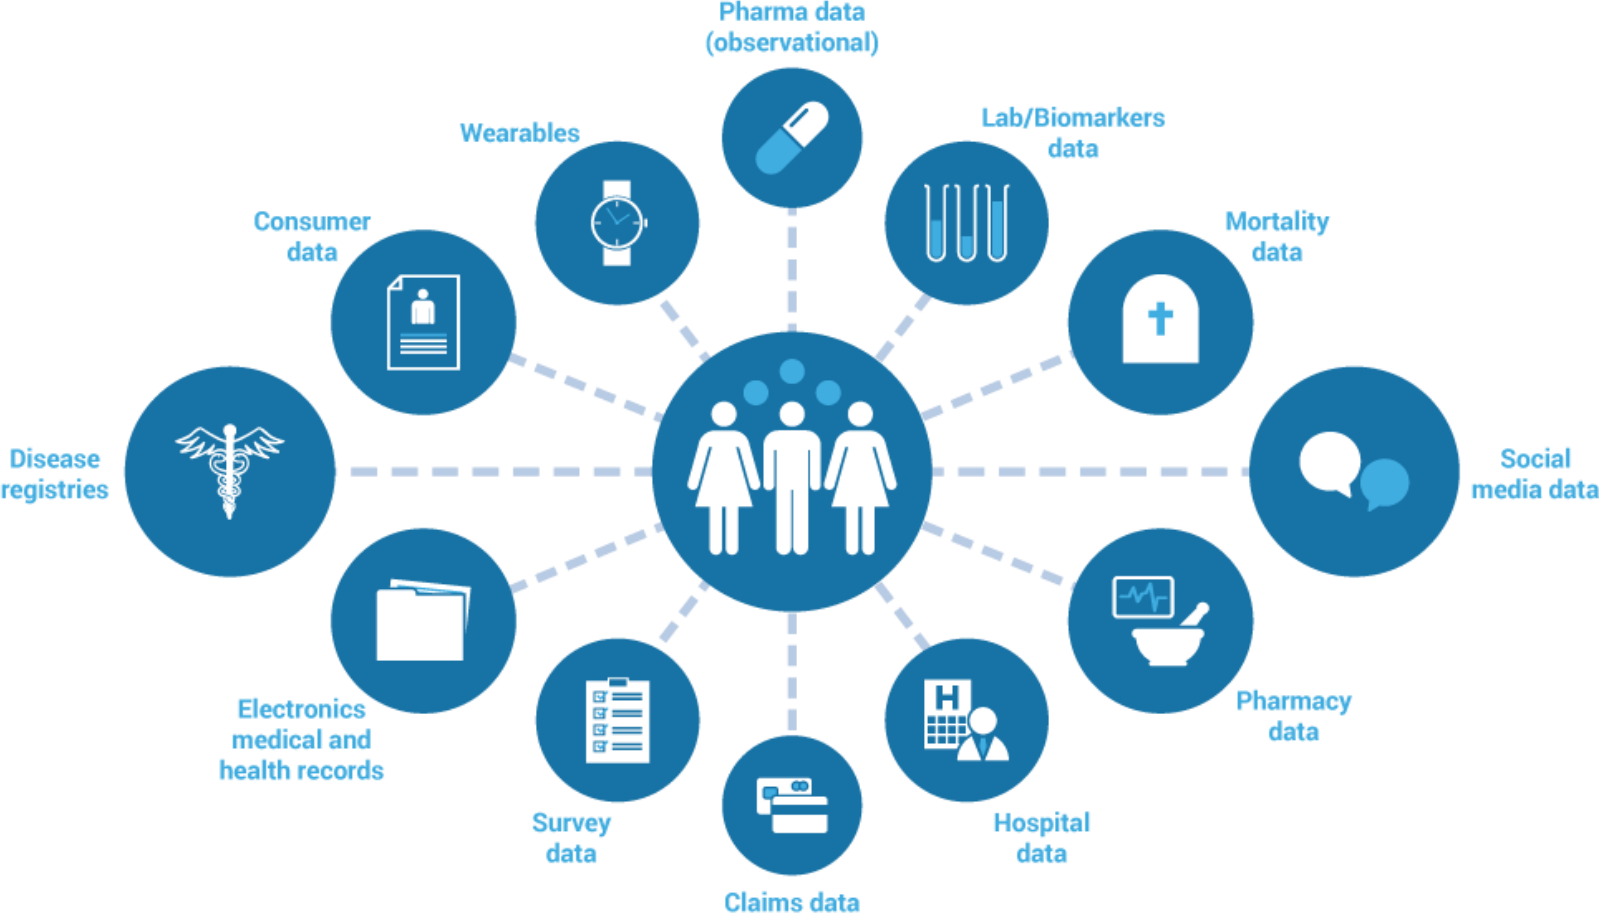 Pharma data
(observational)
Lab/Biomarkers
data
Wearables
Consumer
data
Mortality
data
Disease
registries
Social
media data
H
Electronics
medical and
health records
Pharmacy
data
Survey
data
Hospital
data
Claims data